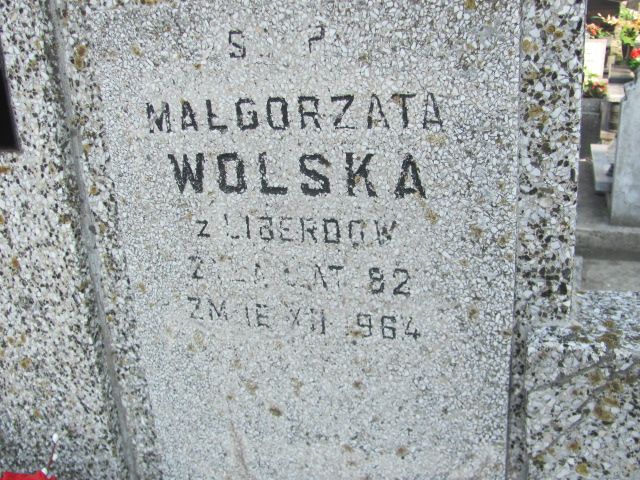 S P
MAŁGORZATA
WOLSKA
z LIBERDÓW
ŻYŁA LAT 82
ZM 16 XII 1964